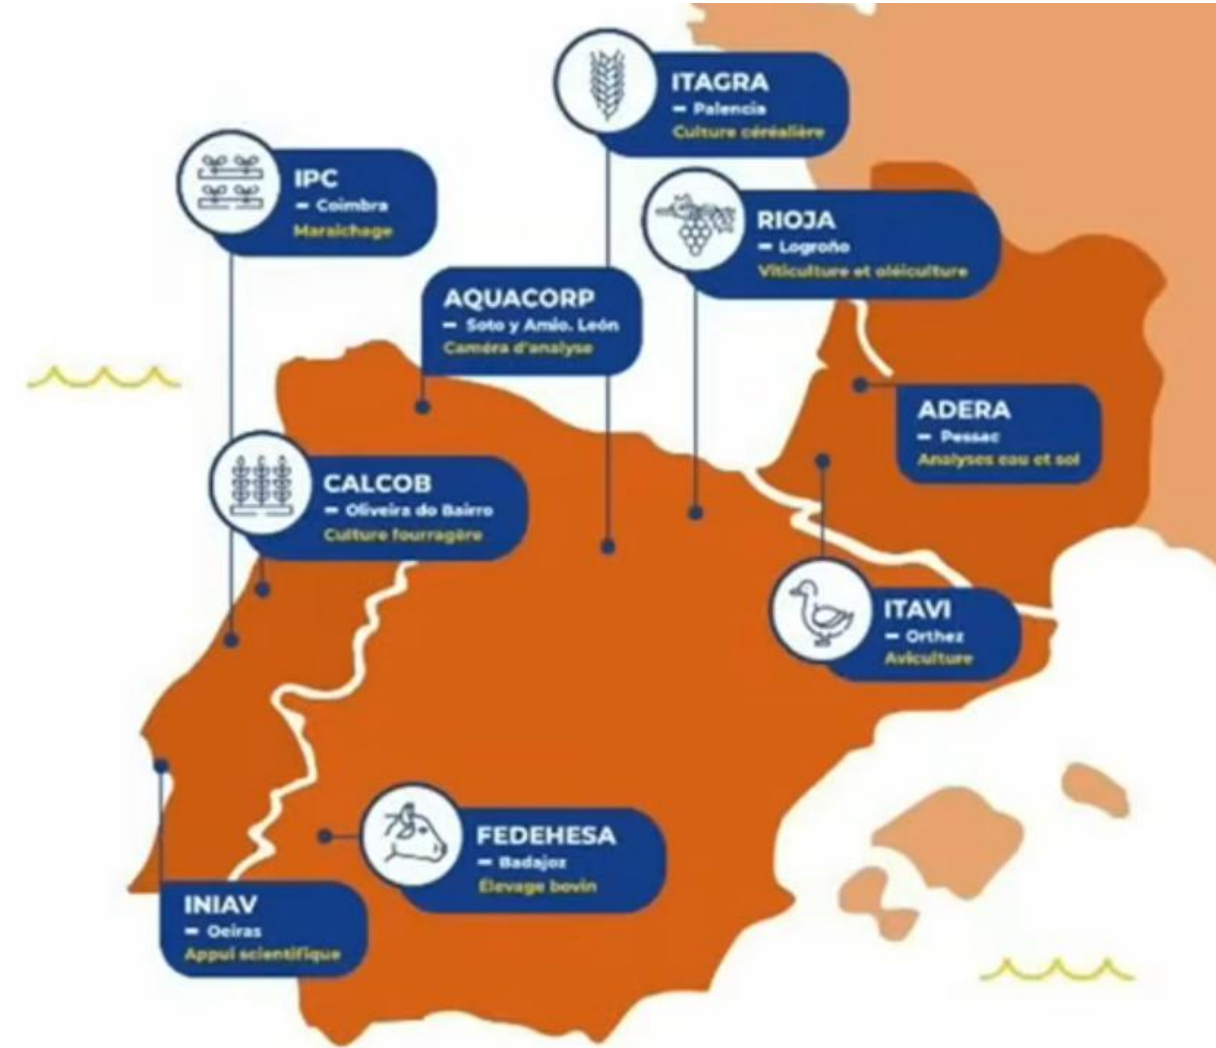 ITAGRA
– Palencia
Culture céréalière
IPC
– Coimbra
Maraichage
RIOJA
– Logroño
Viticulture et oléiculture
AQUACORP
– Soto y Amio. León
Caméra d'analyse
ADERA
– Pessac
Analyses eau et sol
CALCOB
– Oliveira do Bairro
Culture fourragère
ITAVI
– Orthez
Aviculture
FEDEHESA
– Badajoz
Élevage bovin
INIAV
– Oeiras
Appui scientifique